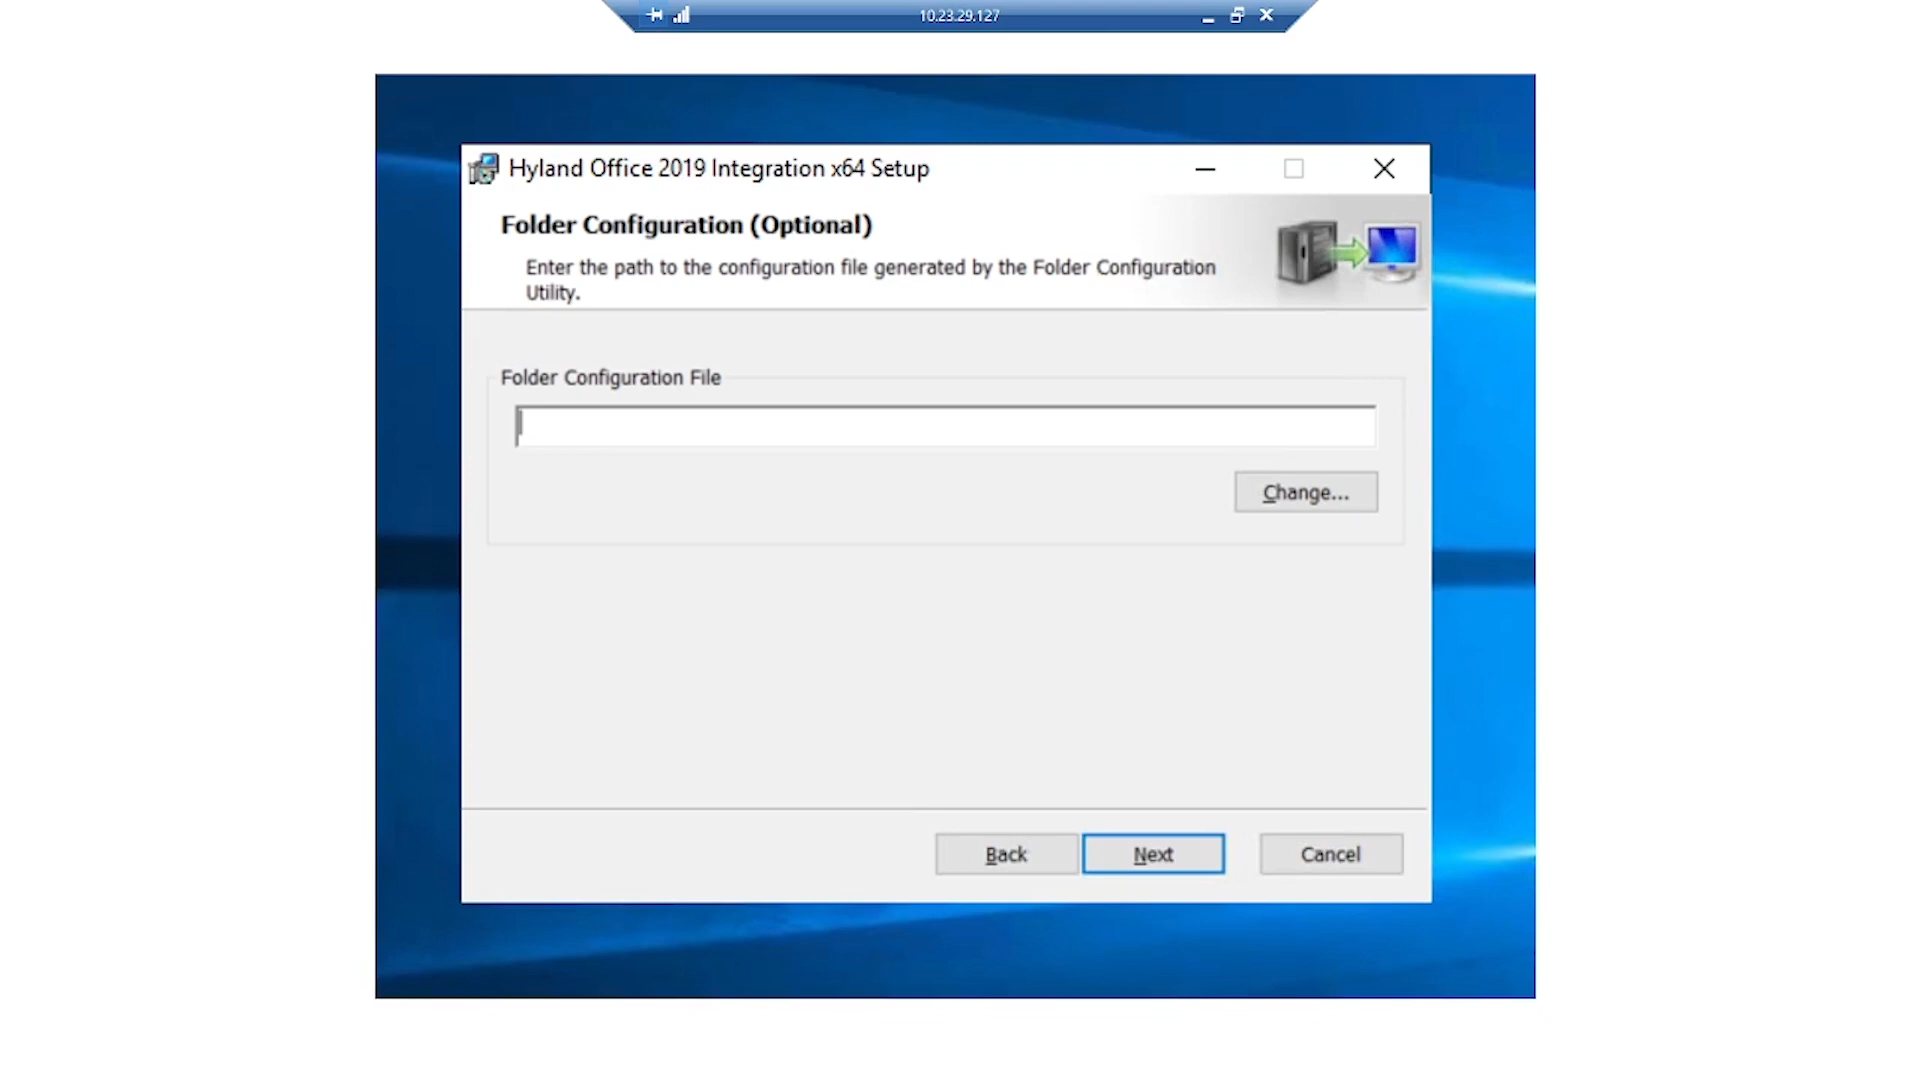 10.23.29.127
Hyland Office 2019 Integration x64 Setup
Folder Configuration (Optional)
Enter the path to the configuration file generated by the Folder Configuration
Utility.
Folder Configuration File
Change...
Back
Next
Cancel